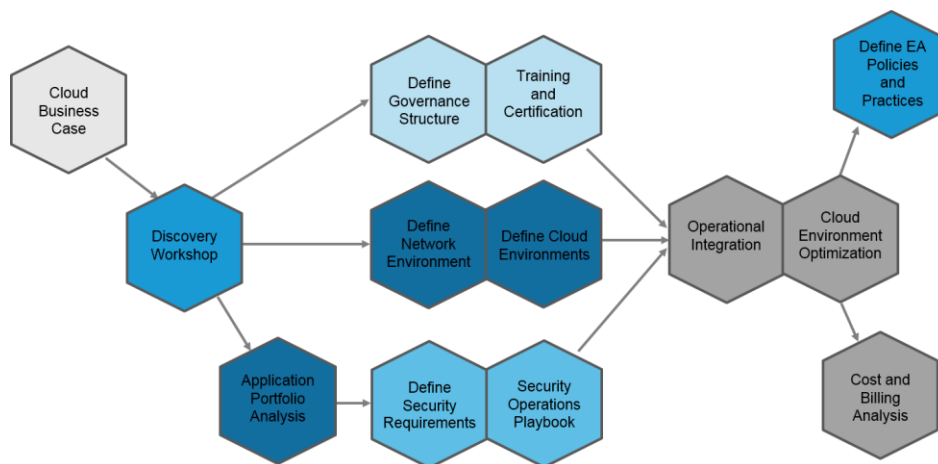 Cloud
Business
Case
Discovery
Workshop
Define
Governance
Structure
Training
and
Certification
Define
Network
Environment
Define Cloud
Environments
Application
Portfolio
Analysis
Define
Security
Requirements
Security
Operations
Playbook
Operational
Integration
Cloud
Environment
Optimization
Define EA
Policies
and
Practices
Cost and
Billing
Analysis